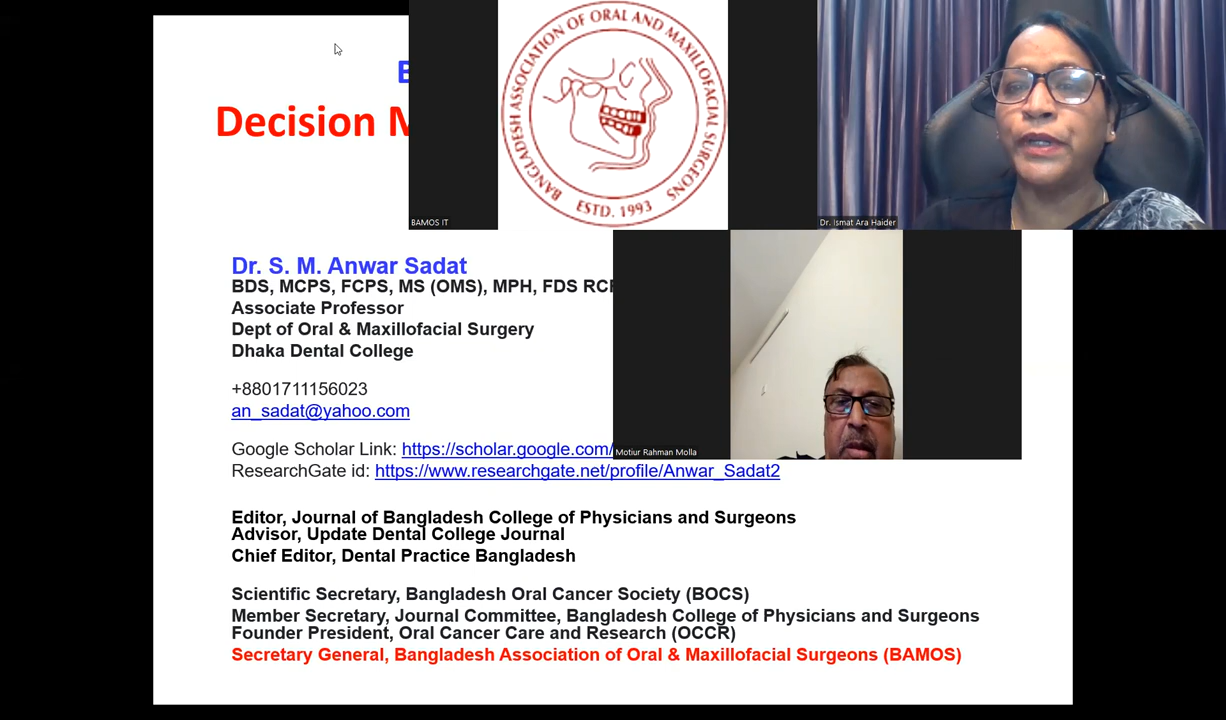 B
Decision M
BANGLADESH ASSOCIATION OF ORAL AND MAXILLOFACIAL SURGEONS
ESTD. 1993
BAMOS IT
Dr. Ismat Ara Haider
Dr. S. M. Anwar Sadat
BDS, MCPS, FCPS, MS (OMS), MPH, FDS
Associate Professor
Dept of Oral & Maxillofacial Surgery
Dhaka Dental College
+8801711156023
an_sadat@yahoo.com
Google Scholar Link: https://scholar.google.com/
Motiur Rahman Molla
ResearchGate id: https://www.researchgate.net/profile/Anwar_Sadat2
Editor, Journal of Bangladesh College of Physicians and Surgeons
Advisor, Update Dental College Journal
Chief Editor, Dental Practice Bangladesh
Scientific Secretary, Bangladesh Oral Cancer Society (BOCS)
Member Secretary, Journal Committee, Bangladesh College of Physicians and Surgeons
Founder President, Oral Cancer Care and Research (OCCR)
Secretary General, Bangladesh Association of Oral & Maxillofacial Surgeons (BAMOS)